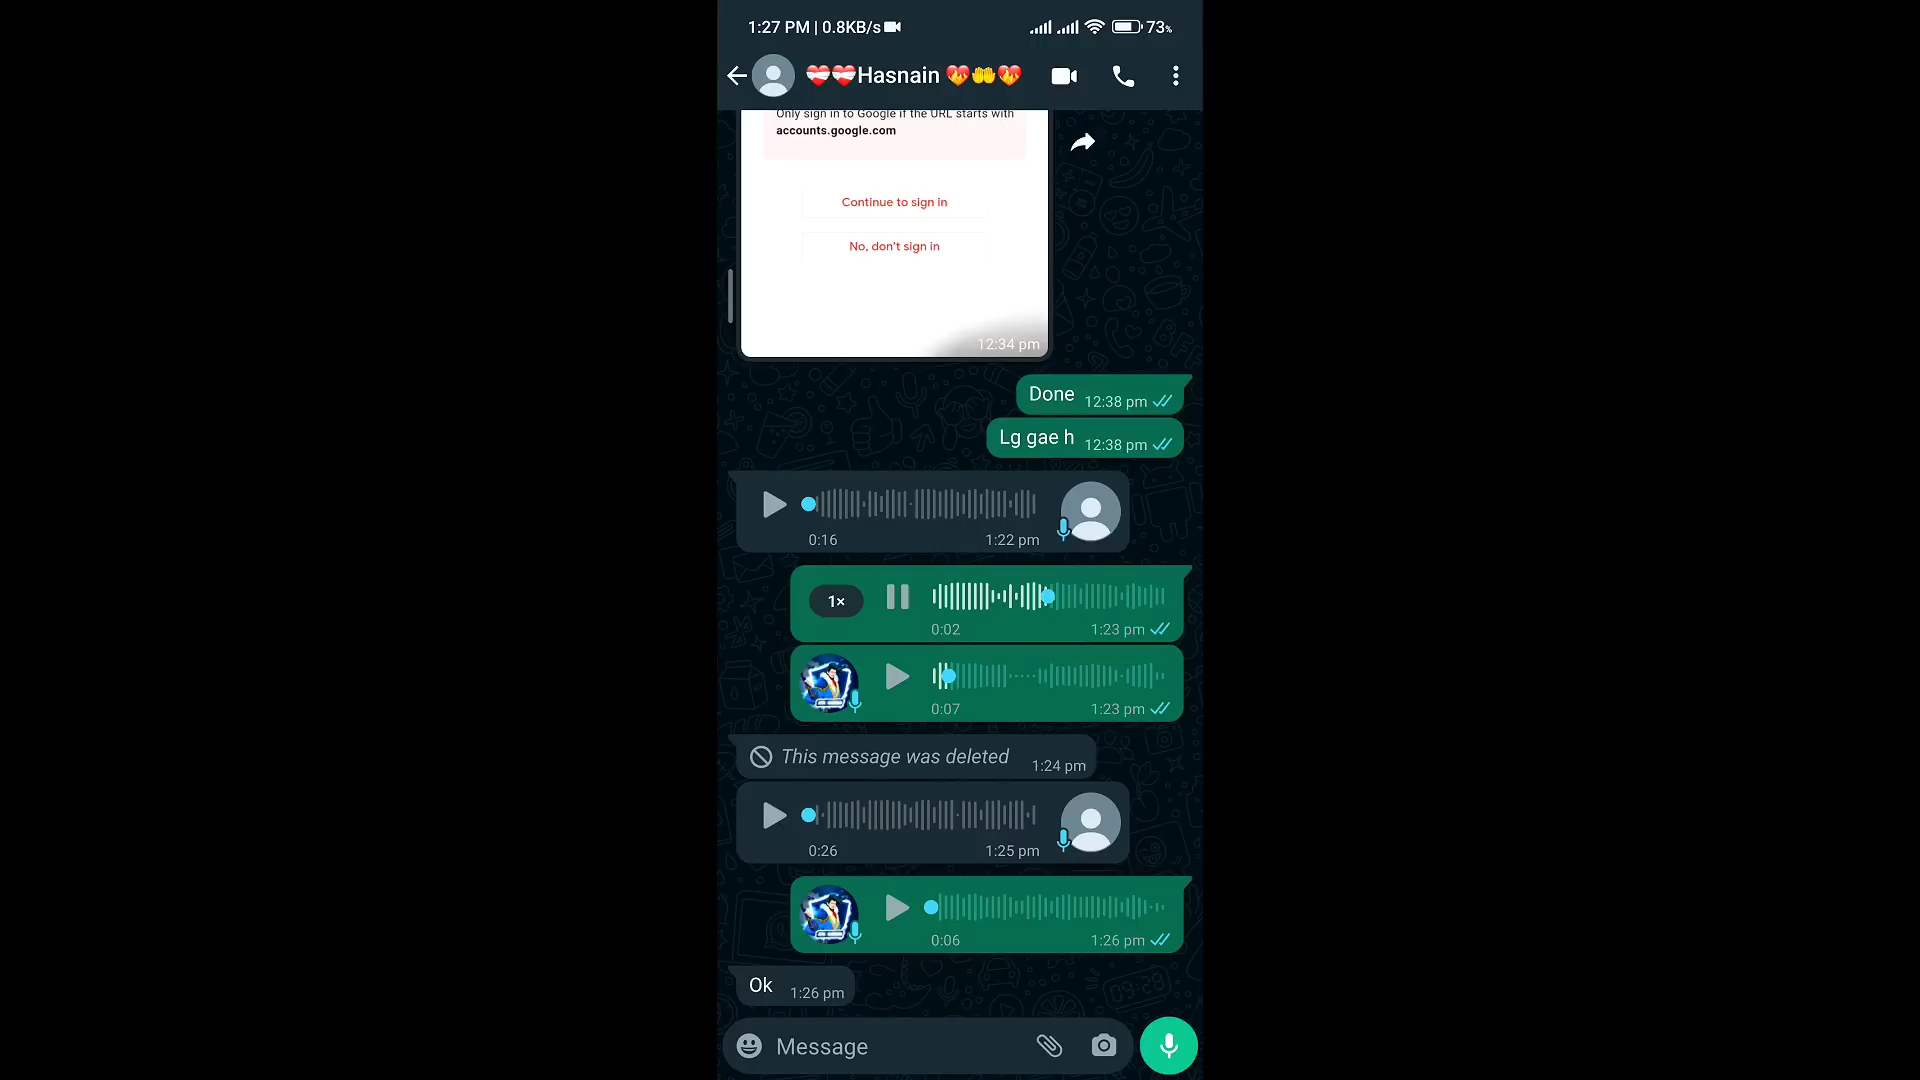 1:27 PM | 0.8KB/s 73%
Hasnain
Only sign in to Google if the URL starts with
accounts.google.com
Continue to sign in
No, don't sign in
12:34 pm
Done 12:38 pm
Lg gae h 12:38 pm
0:16 1:22 pm
1×
0:02 1:23 pm
0:07 1:23 pm
This message was deleted 1:24 pm
0:26 1:25 pm
0:06 1:26 pm
Ok 1:26 pm
Message